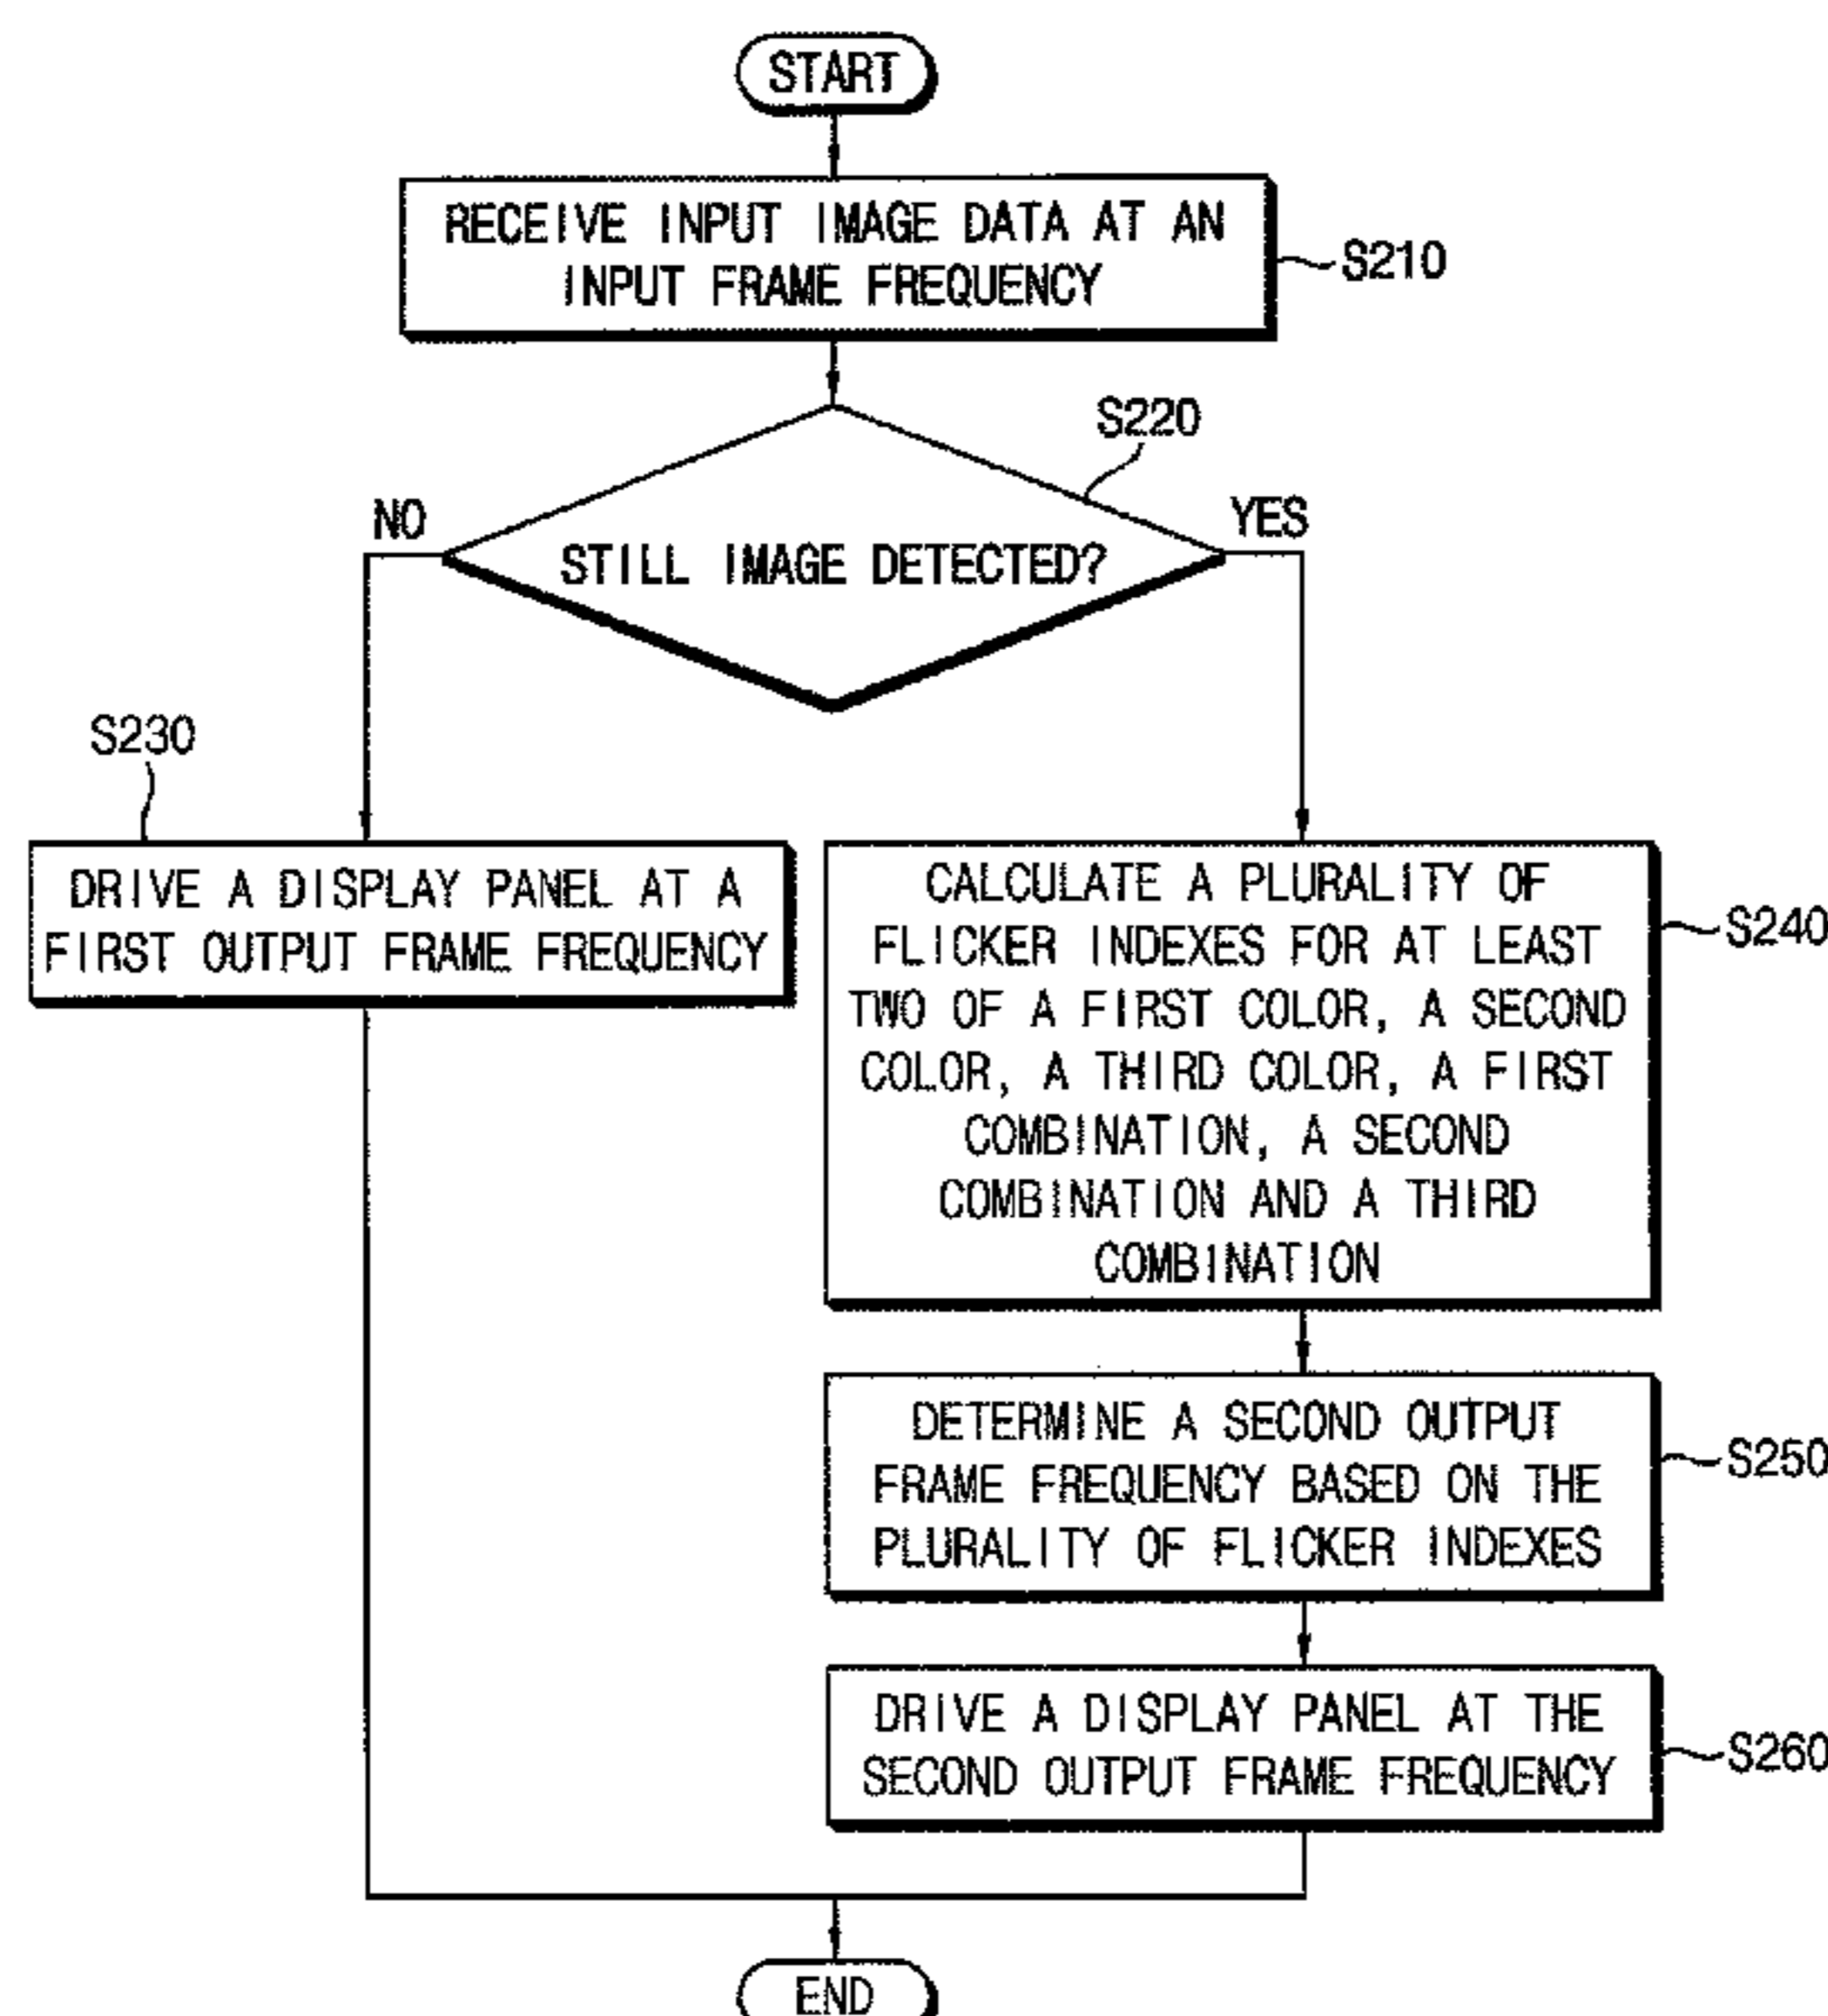 START
RECEIVE INPUT IMAGE DATA AT AN
INPUT FRAME FREQUENCY
S210
S220
NO
YES
STILL IMAGE DETECTED?
S230
DRIVE A DISPLAY PANEL AT A
FIRST OUTPUT FRAME FREQUENCY
CALCULATE A PLURALITY OF
FLICKER INDEXES FOR AT LEAST
TWO OF A FIRST COLOR, A SECOND
COLOR, A THIRD COLOR, A FIRST
COMBINATION, A SECOND
COMBINATION AND A THIRD
COMBINATION
S240
DETERMINE A SECOND OUTPUT
FRAME FREQUENCY BASED ON THE
PLURALITY OF FLICKER INDEXES
S250
DRIVE A DISPLAY PANEL AT THE
SECOND OUTPUT FRAME FREQUENCY
S260
END